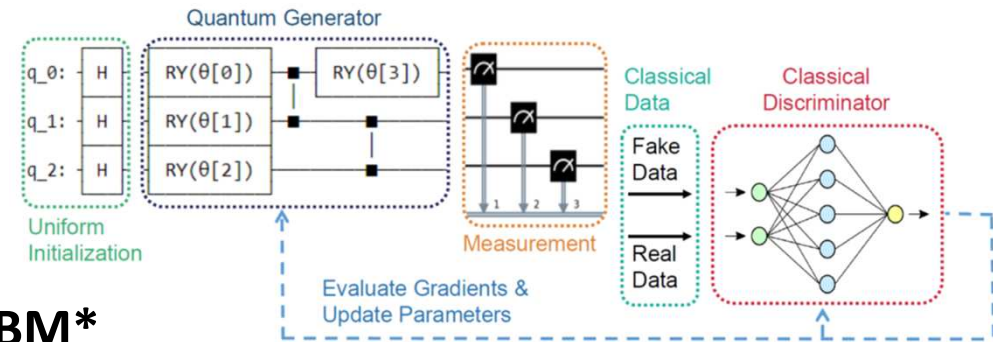 Quantum Generator
q_0: H RY(θ[0]) RY(θ[3])
q_1: H RY(θ[1])
q_2: H RY(θ[2])
1 2 3
Uniform
Initialization
Measurement
Classical
Data
Fake
Data
Real
Data
Classical
Discriminator
Evaluate Gradients &
Update Parameters
BM*